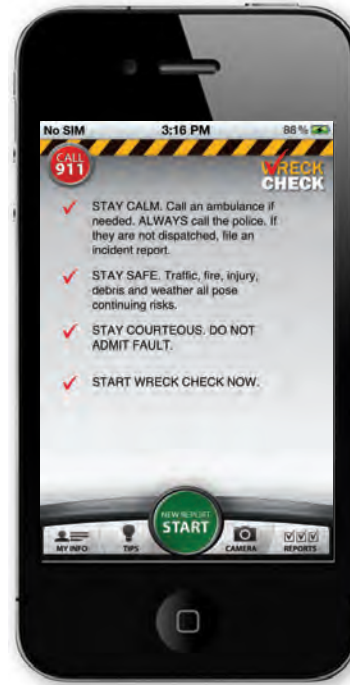 No SIM 3:16 PM 86 %
CALL
911
WRECK
CHECK
STAY CALM. Call an ambulance if
needed. ALWAYS call the police. If
they are not dispatched, file an
incident report.
STAY SAFE. Traffic, fire, injury,
debris and weather all pose
continuing risks.
STAY COURTEOUS. DO NOT
ADMIT FAULT.
START WRECK CHECK NOW.
NEW REPORT
START
MY INFO TIPS CAMERA REPORTS